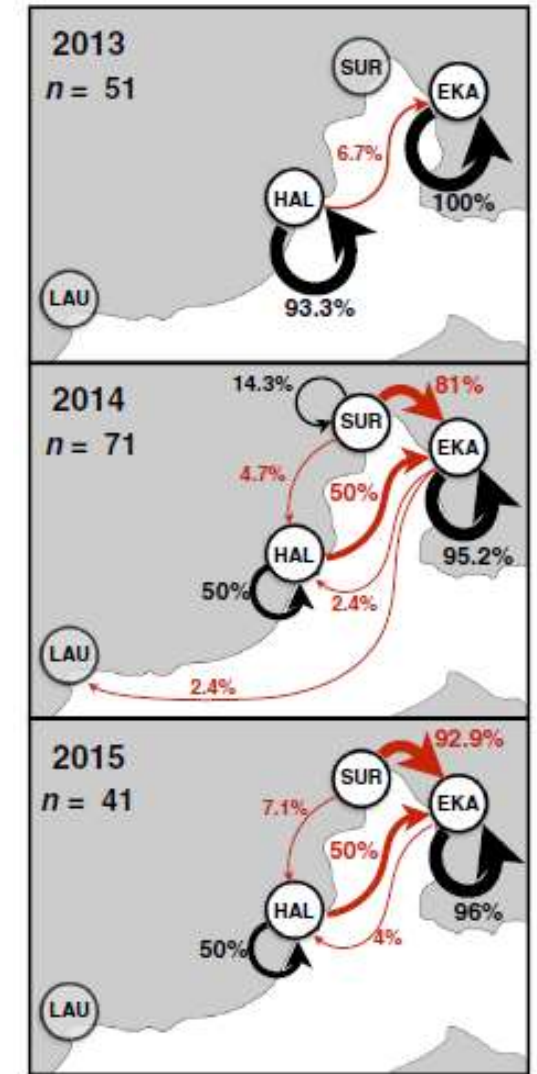 2013
n = 51
SUR
EKA
6.7%
HAL
100%
LAU
93.3%
2014
n = 71
14.3%
81%
SUR
EKA
4.7%
50%
HAL
95.2%
50%
2.4%
LAU
2.4%
2015
n = 41
92.9%
SUR
EKA
7.1%
50%
HAL
96%
4%
50%
LAU